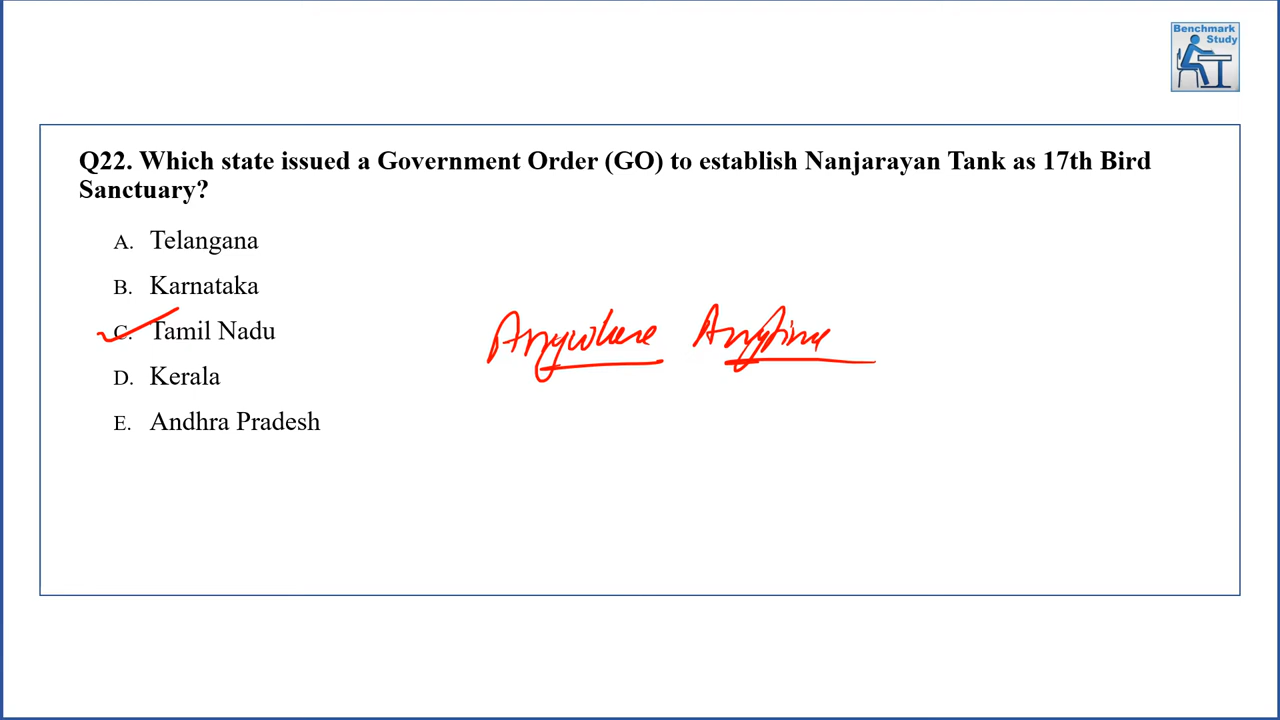 Benchmark
Study
Q22. Which state issued a Government Order (GO) to establish Nanjarayan Tank as 17th Bird
Sanctuary?
A. Telangana
B. Karnataka
C. Tamil Nadu
Anywhere Anytime
D. Kerala
E. Andhra Pradesh